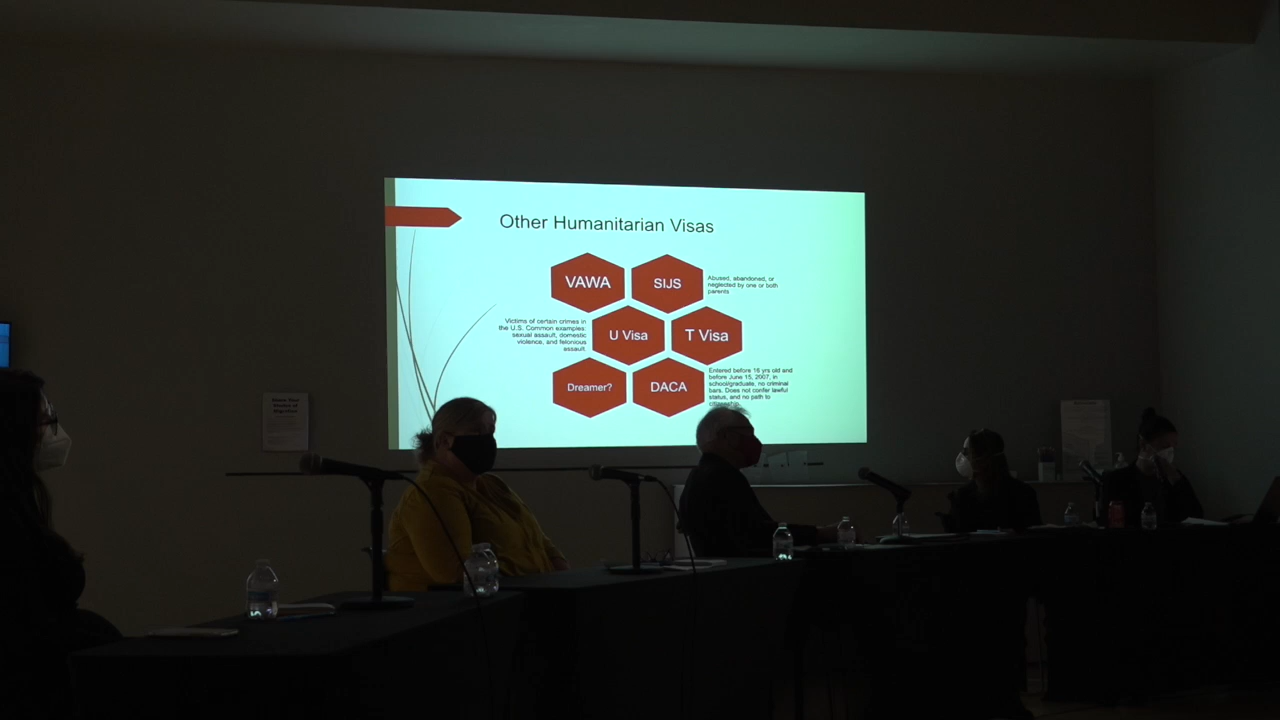 Other Humanitarian Visas
VAWA
SIJS
Abused, abandoned, or
neglected by one or both
parents
Victims of certain crimes in
the U.S. Common examples:
sexual assault, domestic
violence, and felonious
assault.
U Visa
T Visa
Dreamer?
DACA
Entered before 16 yrs old and
before June 15, 2007, in
school/graduate, no criminal
bars. Does not confer lawful
status, and no path to
citizenship.